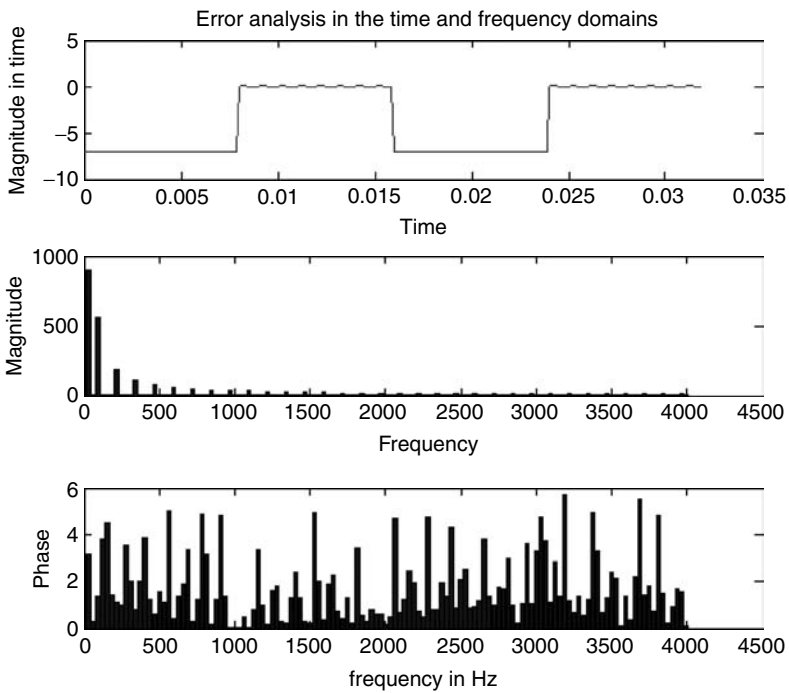 Error analysis in the time and frequency domains
Magnitude in time
5
0
−5
−10
0 0.005 0.01 0.015 0.02 0.025 0.03 0.035
Time
Magnitude
1000
500
0
0 500 1000 1500 2000 2500 3000 3500 4000 4500
Frequency
Phase
6
4
2
0
0 500 1000 1500 2000 2500 3000 3500 4000 4500
frequency in Hz